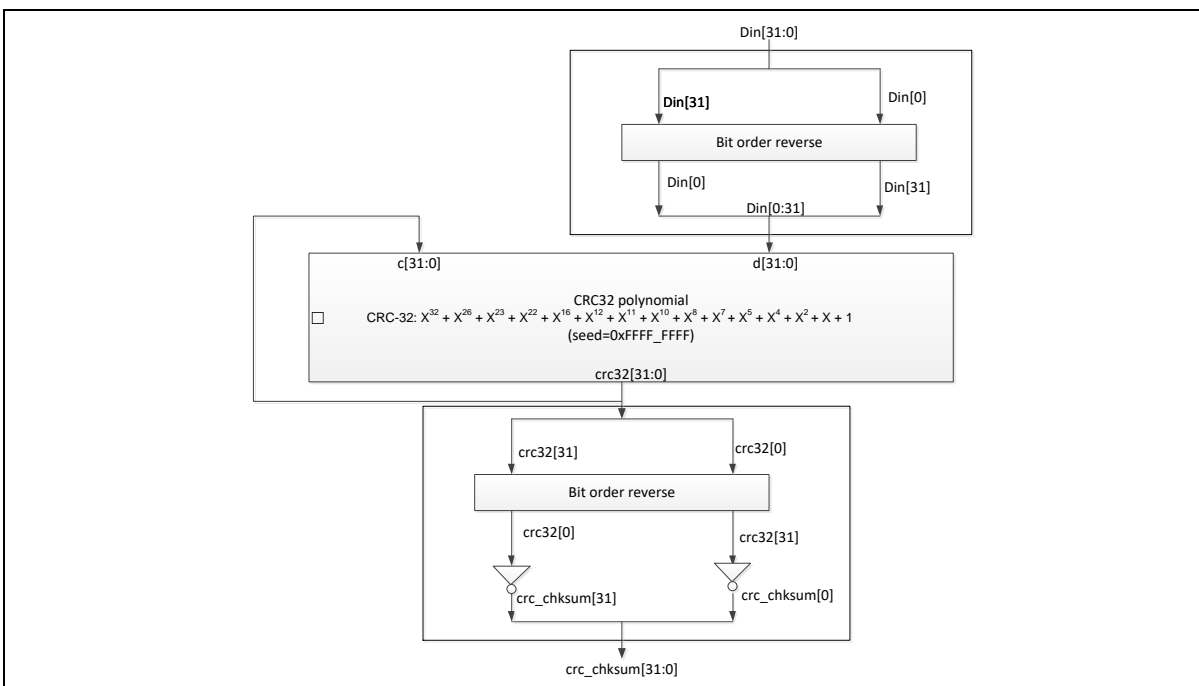 Din[31:0]
Din[31]
Din[0]
Bit order reverse
Din[0]
Din[31]
Din[0:31]
c[31:0]
d[31:0]
CRC32 polynomial
CRC-32: X³² + X²⁶ + X²³ + X²² + X¹⁶ + X¹² + X¹¹ + X¹⁰ + X⁸ + X⁷ + X⁵ + X⁴ + X² + X + 1
(seed=0xFFFF_FFFF)
crc32[31:0]
crc32[31]
crc32[0]
Bit order reverse
crc32[0]
crc32[31]
crc_chksum[31]
crc_chksum[0]
crc_chksum[31:0]